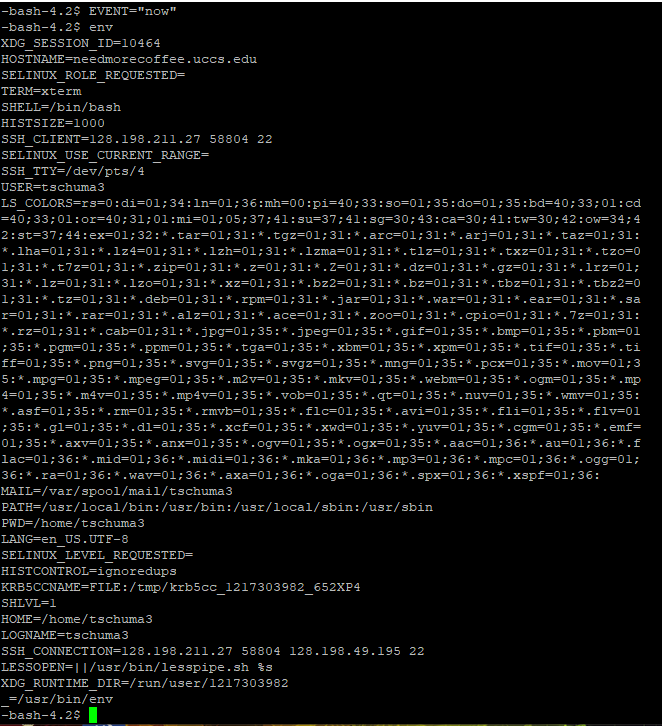 -bash-4.2$ EVENT="now"
-bash-4.2$ env
XDG_SESSION_ID=10464
HOSTNAME=needmorecoffee.uccs.edu
SELINUX_ROLE_REQUESTED=
TERM=xterm
SHELL=/bin/bash
HISTSIZE=1000
SSH_CLIENT=128.198.211.27 58804 22
SELINUX_USE_CURRENT_RANGE=
SSH_TTY=/dev/pts/4
USER=tschuma3
LS_COLORS=rs=0:di=01;34:ln=01;36:mh=00:pi=40;33:so=01;35:do=01;35:bd=40;33;01:cd
=40;33;01:or=40;31;01:mi=01;05;37;41:su=37;41:sg=30;43:ca=30;41:tw=30;42:ow=34;4
2:st=37;44:ex=01;32:*.tar=01;31:*.tgz=01;31:*.arc=01;31:*.arj=01;31:*.taz=01;31:
*.lha=01;31:*.lz4=01;31:*.lzh=01;31:*.lzma=01;31:*.tlz=01;31:*.txz=01;31:*.tzo=0
1;31:*.t7z=01;31:*.zip=01;31:*.z=01;31:*.Z=01;31:*.dz=01;31:*.gz=01;31:*.lrz=01;
31:*.lz=01;31:*.lzo=01;31:*.xz=01;31:*.bz2=01;31:*.bz=01;31:*.tbz=01;31:*.tbz2=0
1;31:*.tz=01;31:*.deb=01;31:*.rpm=01;31:*.jar=01;31:*.war=01;31:*.ear=01;31:*.sa
r=01;31:*.rar=01;31:*.alz=01;31:*.ace=01;31:*.zoo=01;31:*.cpio=01;31:*.7z=01;31:
*.rz=01;31:*.cab=01;31:*.jpg=01;35:*.jpeg=01;35:*.gif=01;35:*.bmp=01;35:*.pbm=01
;35:*.pgm=01;35:*.ppm=01;35:*.tga=01;35:*.xbm=01;35:*.xpm=01;35:*.tif=01;35:*.ti
ff=01;35:*.png=01;35:*.svg=01;35:*.svgz=01;35:*.mng=01;35:*.pcx=01;35:*.mov=01;3
5:*.mpg=01;35:*.mpeg=01;35:*.m2v=01;35:*.mkv=01;35:*.webm=01;35:*.ogm=01;35:*.mp
4=01;35:*.m4v=01;35:*.mp4v=01;35:*.vob=01;35:*.qt=01;35:*.nuv=01;35:*.wmv=01;35:
*.asf=01;35:*.rm=01;35:*.rmvb=01;35:*.flc=01;35:*.avi=01;35:*.fli=01;35:*.flv=01
;35:*.gl=01;35:*.dl=01;35:*.xcf=01;35:*.xwd=01;35:*.yuv=01;35:*.cgm=01;35:*.emf=
01;35:*.axv=01;35:*.anx=01;35:*.ogv=01;35:*.ogx=01;35:*.aac=01;36:*.au=01;36:*.f
lac=01;36:*.mid=01;36:*.midi=01;36:*.mka=01;36:*.mp3=01;36:*.mpc=01;36:*.ogg=01;
36:*.ra=01;36:*.wav=01;36:*.axa=01;36:*.oga=01;36:*.spx=01;36:*.xspf=01;36:
MAIL=/var/spool/mail/tschuma3
PATH=/usr/local/bin:/usr/bin:/usr/local/sbin:/usr/sbin
PWD=/home/tschuma3
LANG=en_US.UTF-8
SELINUX_LEVEL_REQUESTED=
HISTCONTROL=ignoredups
KRB5CCNAME=FILE:/tmp/krb5cc_1217303982_652XP4
SHLVL=1
HOME=/home/tschuma3
LOGNAME=tschuma3
SSH_CONNECTION=128.198.211.27 58804 128.198.49.195 22
LESSOPEN=||/usr/bin/lesspipe.sh %s
XDG_RUNTIME_DIR=/run/user/1217303982
_=/usr/bin/env
-bash-4.2$